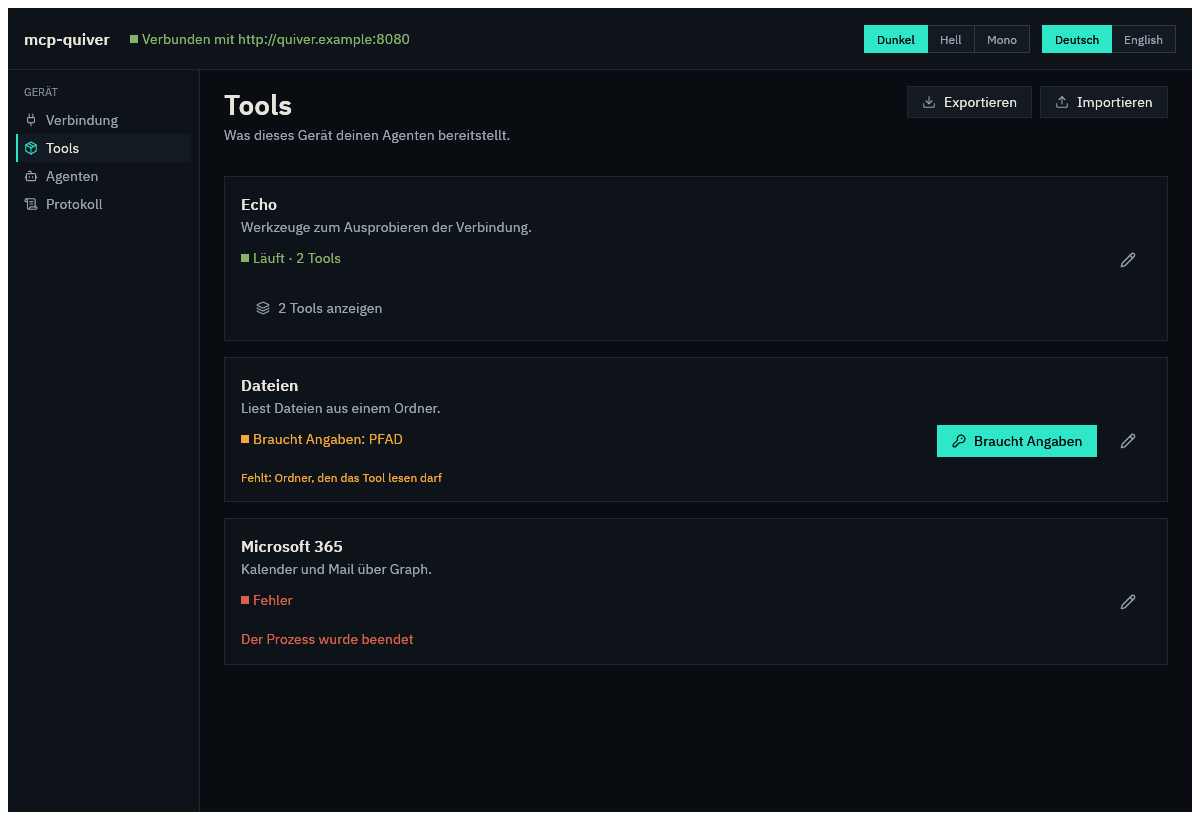 mcp-quiver
Verbunden mit http://quiver.example:8080
Dunkel
Hell
Mono
Deutsch
English
GERÄT
Verbindung
Tools
Agenten
Protokoll
Tools
Was dieses Gerät deinen Agenten bereitstellt.
Exportieren
Importieren
Echo
Werkzeuge zum Ausprobieren der Verbindung.
Läuft · 2 Tools
2 Tools anzeigen
Dateien
Liest Dateien aus einem Ordner.
Braucht Angaben: PFAD
Braucht Angaben
Fehlt: Ordner, den das Tool lesen darf
Microsoft 365
Kalender und Mail über Graph.
Fehler
Der Prozess wurde beendet